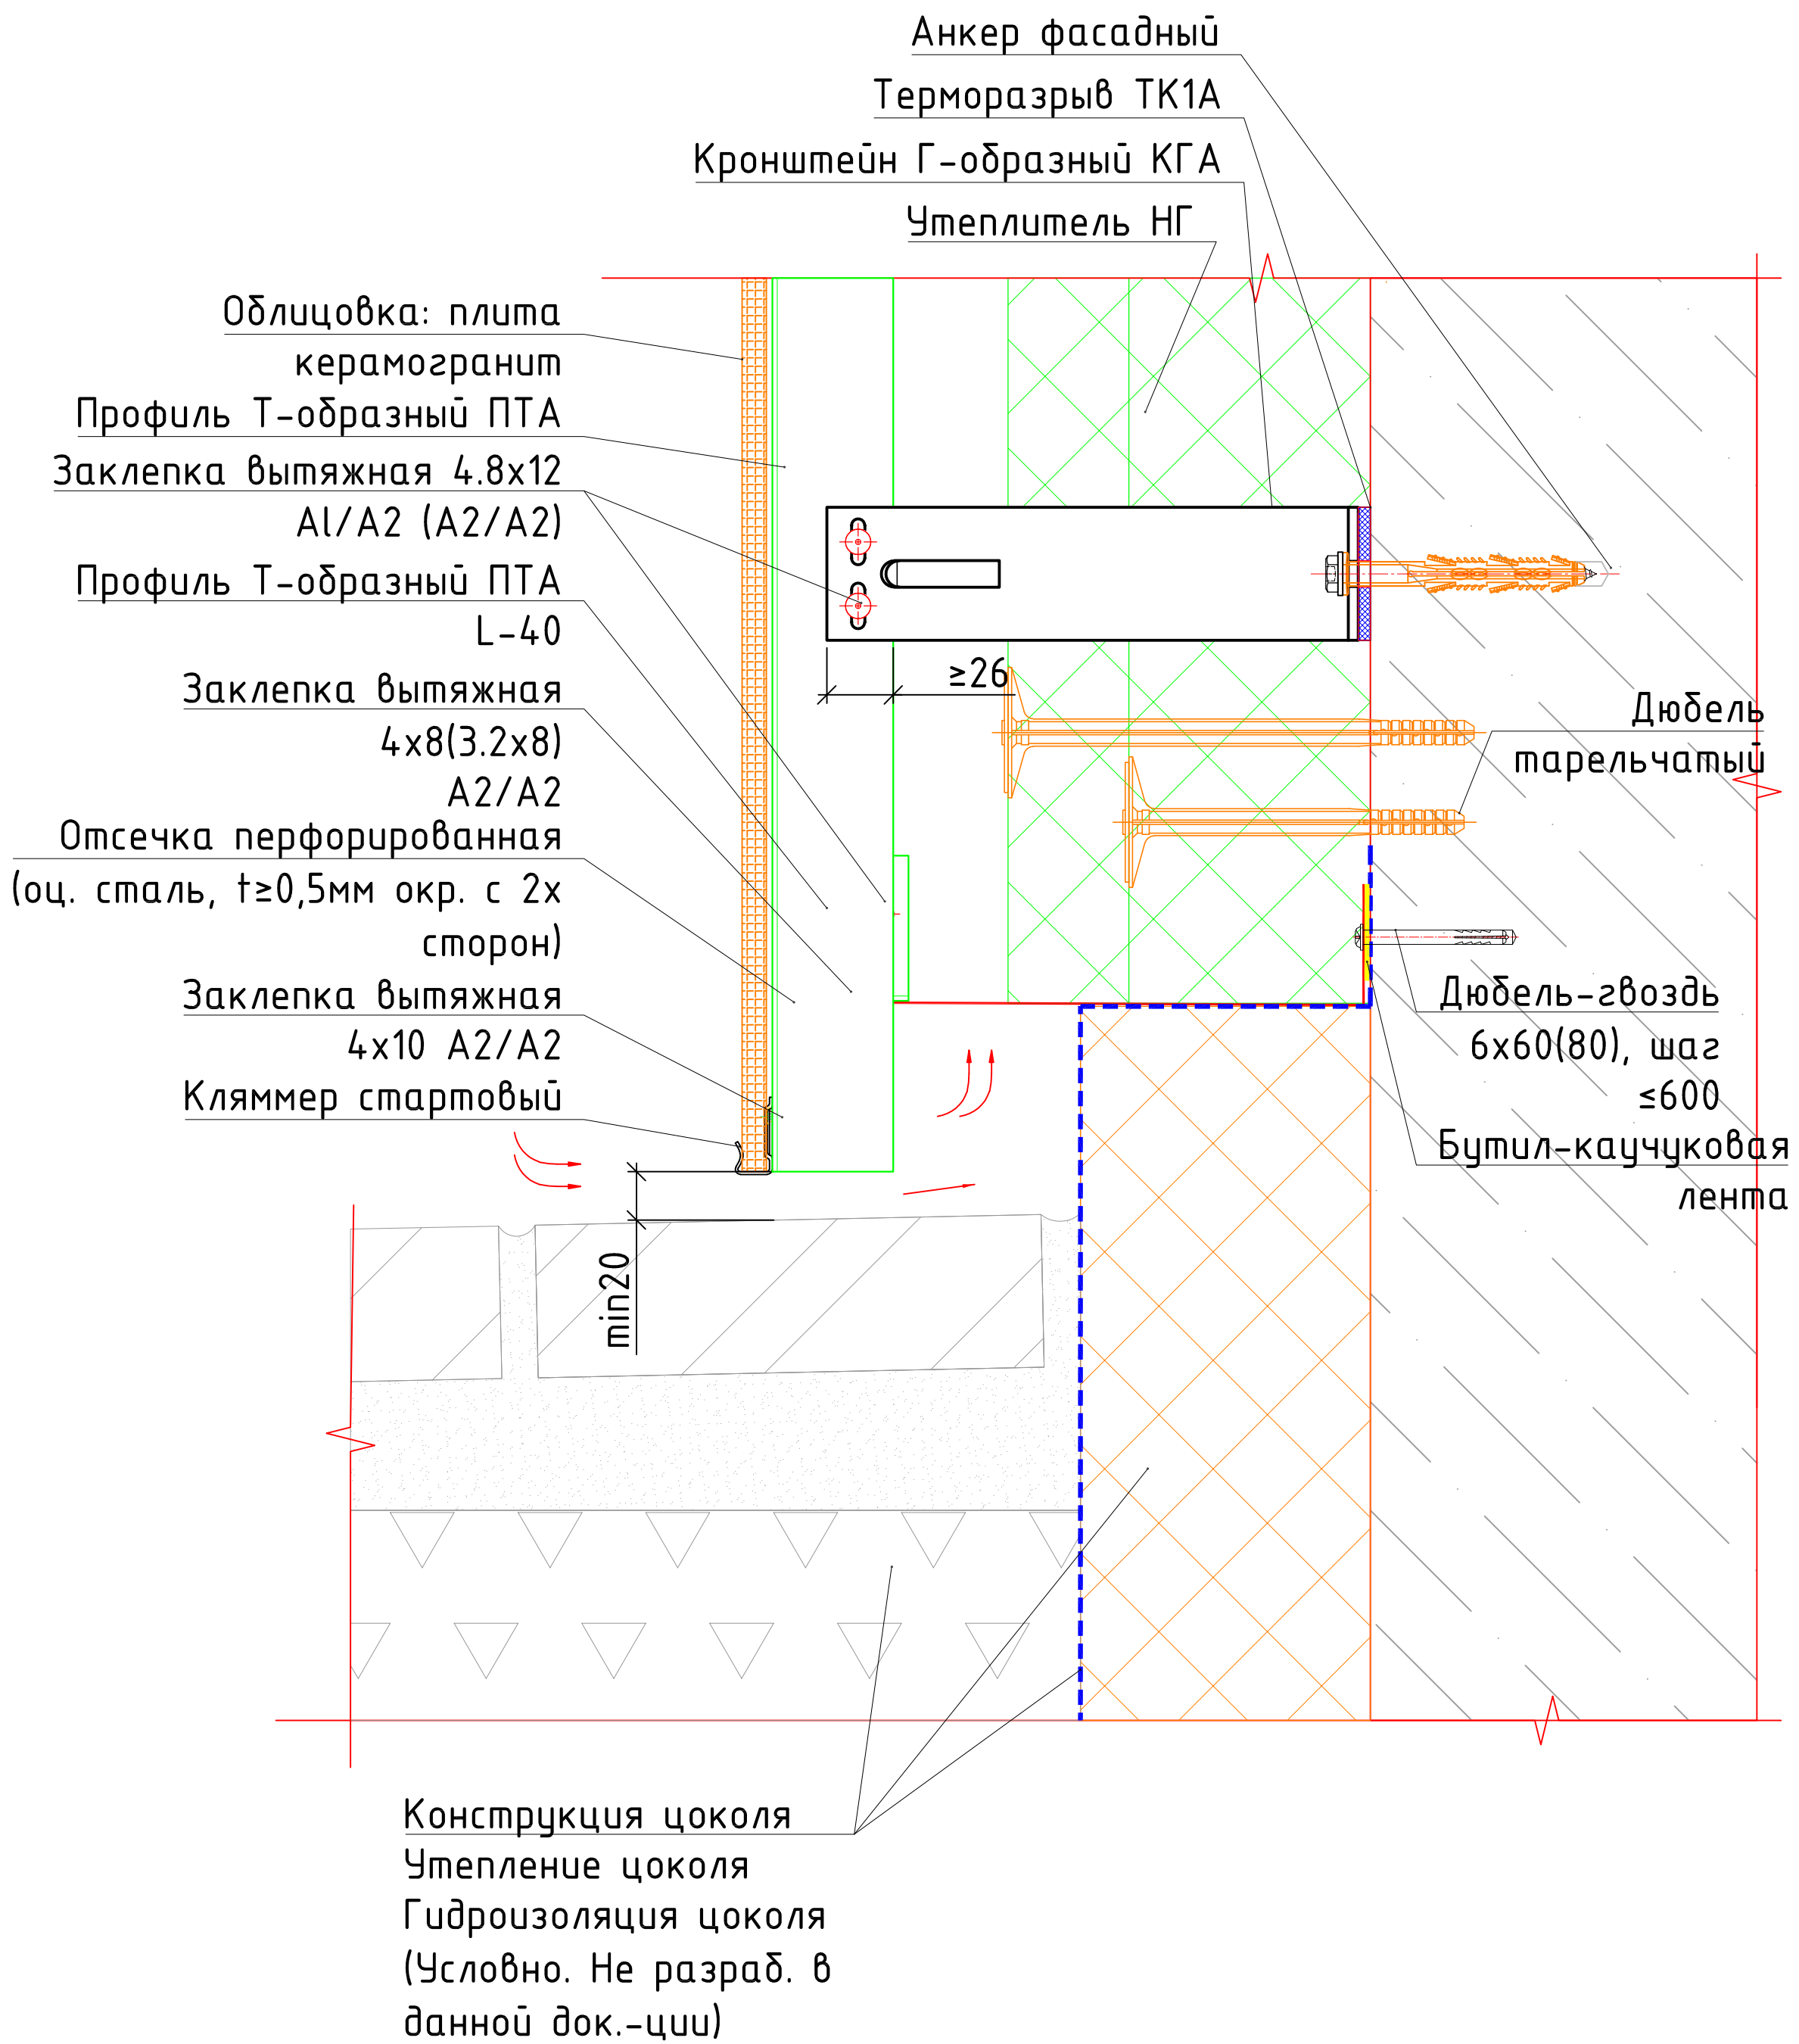 Анкер фасадный
Терморазрыв ТК1А
Кронштейн Г-образный КГА
Утеплитель НГ
Облицовка: плита
керамогранит
Профиль Т-образный ПТА
Заклепка вытяжная 4.8х12
Al/A2 (A2/A2)
Профиль Т-образный ПТА
L-40
Заклепка вытяжная
4х8(3.2х8)
A2/A2
Отсечка перфорированная
(оц. сталь, t≥0,5мм окр. с 2х
сторон)
Заклепка вытяжная
4х10 A2/A2
Кляммер стартовый
≥26
min20
Дюбель
тарельчатый
Дюбель-гвоздь
6х60(80), шаг
≤600
Бутил-каучуковая
лента
Конструкция цоколя
Утепление цоколя
Гидроизоляция цоколя
(Условно. Не разраб. в
данной док.-ции)